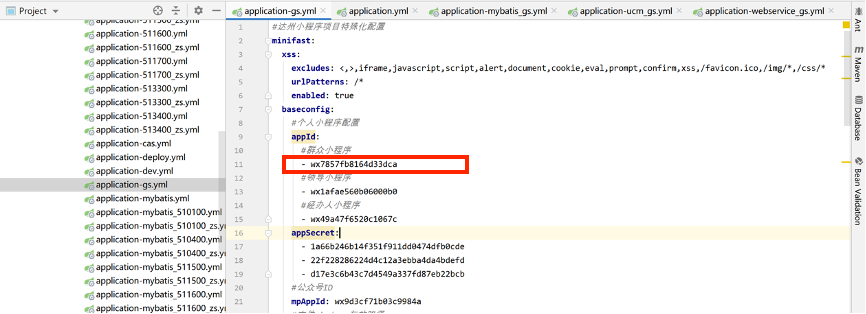 Project
application-gs.yml
application.yml
application-mybatis_gs.yml
application-ucm_gs.yml
application-webservice_gs.yml
application-511600.yml
application-511600_zs.yml
application-511700.yml
application-511700_zs.yml
application-513300.yml
application-513300_zs.yml
application-513400.yml
application-513400_zs.yml
application-cas.yml
application-deploy.yml
application-dev.yml
application-gs.yml
application-mybatis.yml
application-mybatis_510100.yml
application-mybatis_510100_zs
application-mybatis_510400.yml
application-mybatis_510400_zs
application-mybatis_511500.yml
application-mybatis_511500_zs
application-mybatis_511600.yml
application-mybatis_511600_zs
1 #达州小程序项目特殊化配置
2 minifast:
3 xss:
4 excludes: <,>,iframe,javascript,script,alert,document,cookie,eval,prompt,confirm,xss,/favicon.ico,/img/*,/css/*
5 urlPatterns: /*
6 enabled: true
7 baseconfig:
8 #个人小程序配置
9 appId:
10 #群众小程序
11 - wx7857fb8164d33dca
12 #领导小程序
13 - wx1afae560b06000b0
14 #经办人小程序
15 - wx49a47f6520c1067c
16 appSecret:
17 - 1a66b246b14f351f911dd0474dfb0cde
18 - 22f228286224d4c12a3ebba4da4bdefd
19 - d17e3c6b43c7d4549a337fd87eb22bcb
20 #公众号ID
21 mpAppId: wx9d3cf71b03c9984a
Ant
Maven
Database
Bean Validation